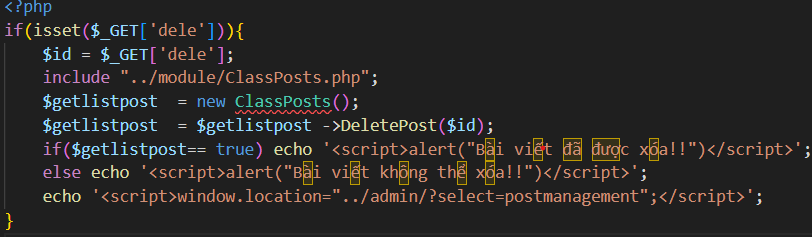 <?php
if(isset($_GET['dele'])){
    $id = $_GET['dele'];
    include "../module/ClassPosts.php";
    $getlistpost  = new ClassPosts();
    $getlistpost  = $getlistpost ->DeletePost($id);
    if($getlistpost== true) echo '<script>alert("Bài viết đã được xóa!!")</script>';
    else echo '<script>alert("Bài viết không thể xóa!!")</script>';
    echo '<script>window.location="../admin/?select=postmanagement";</script>';
}